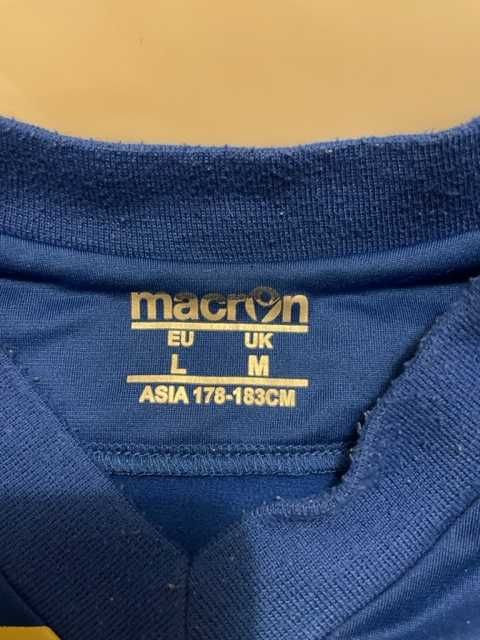 macron
EU UK
L M
ASIA 178-183CM